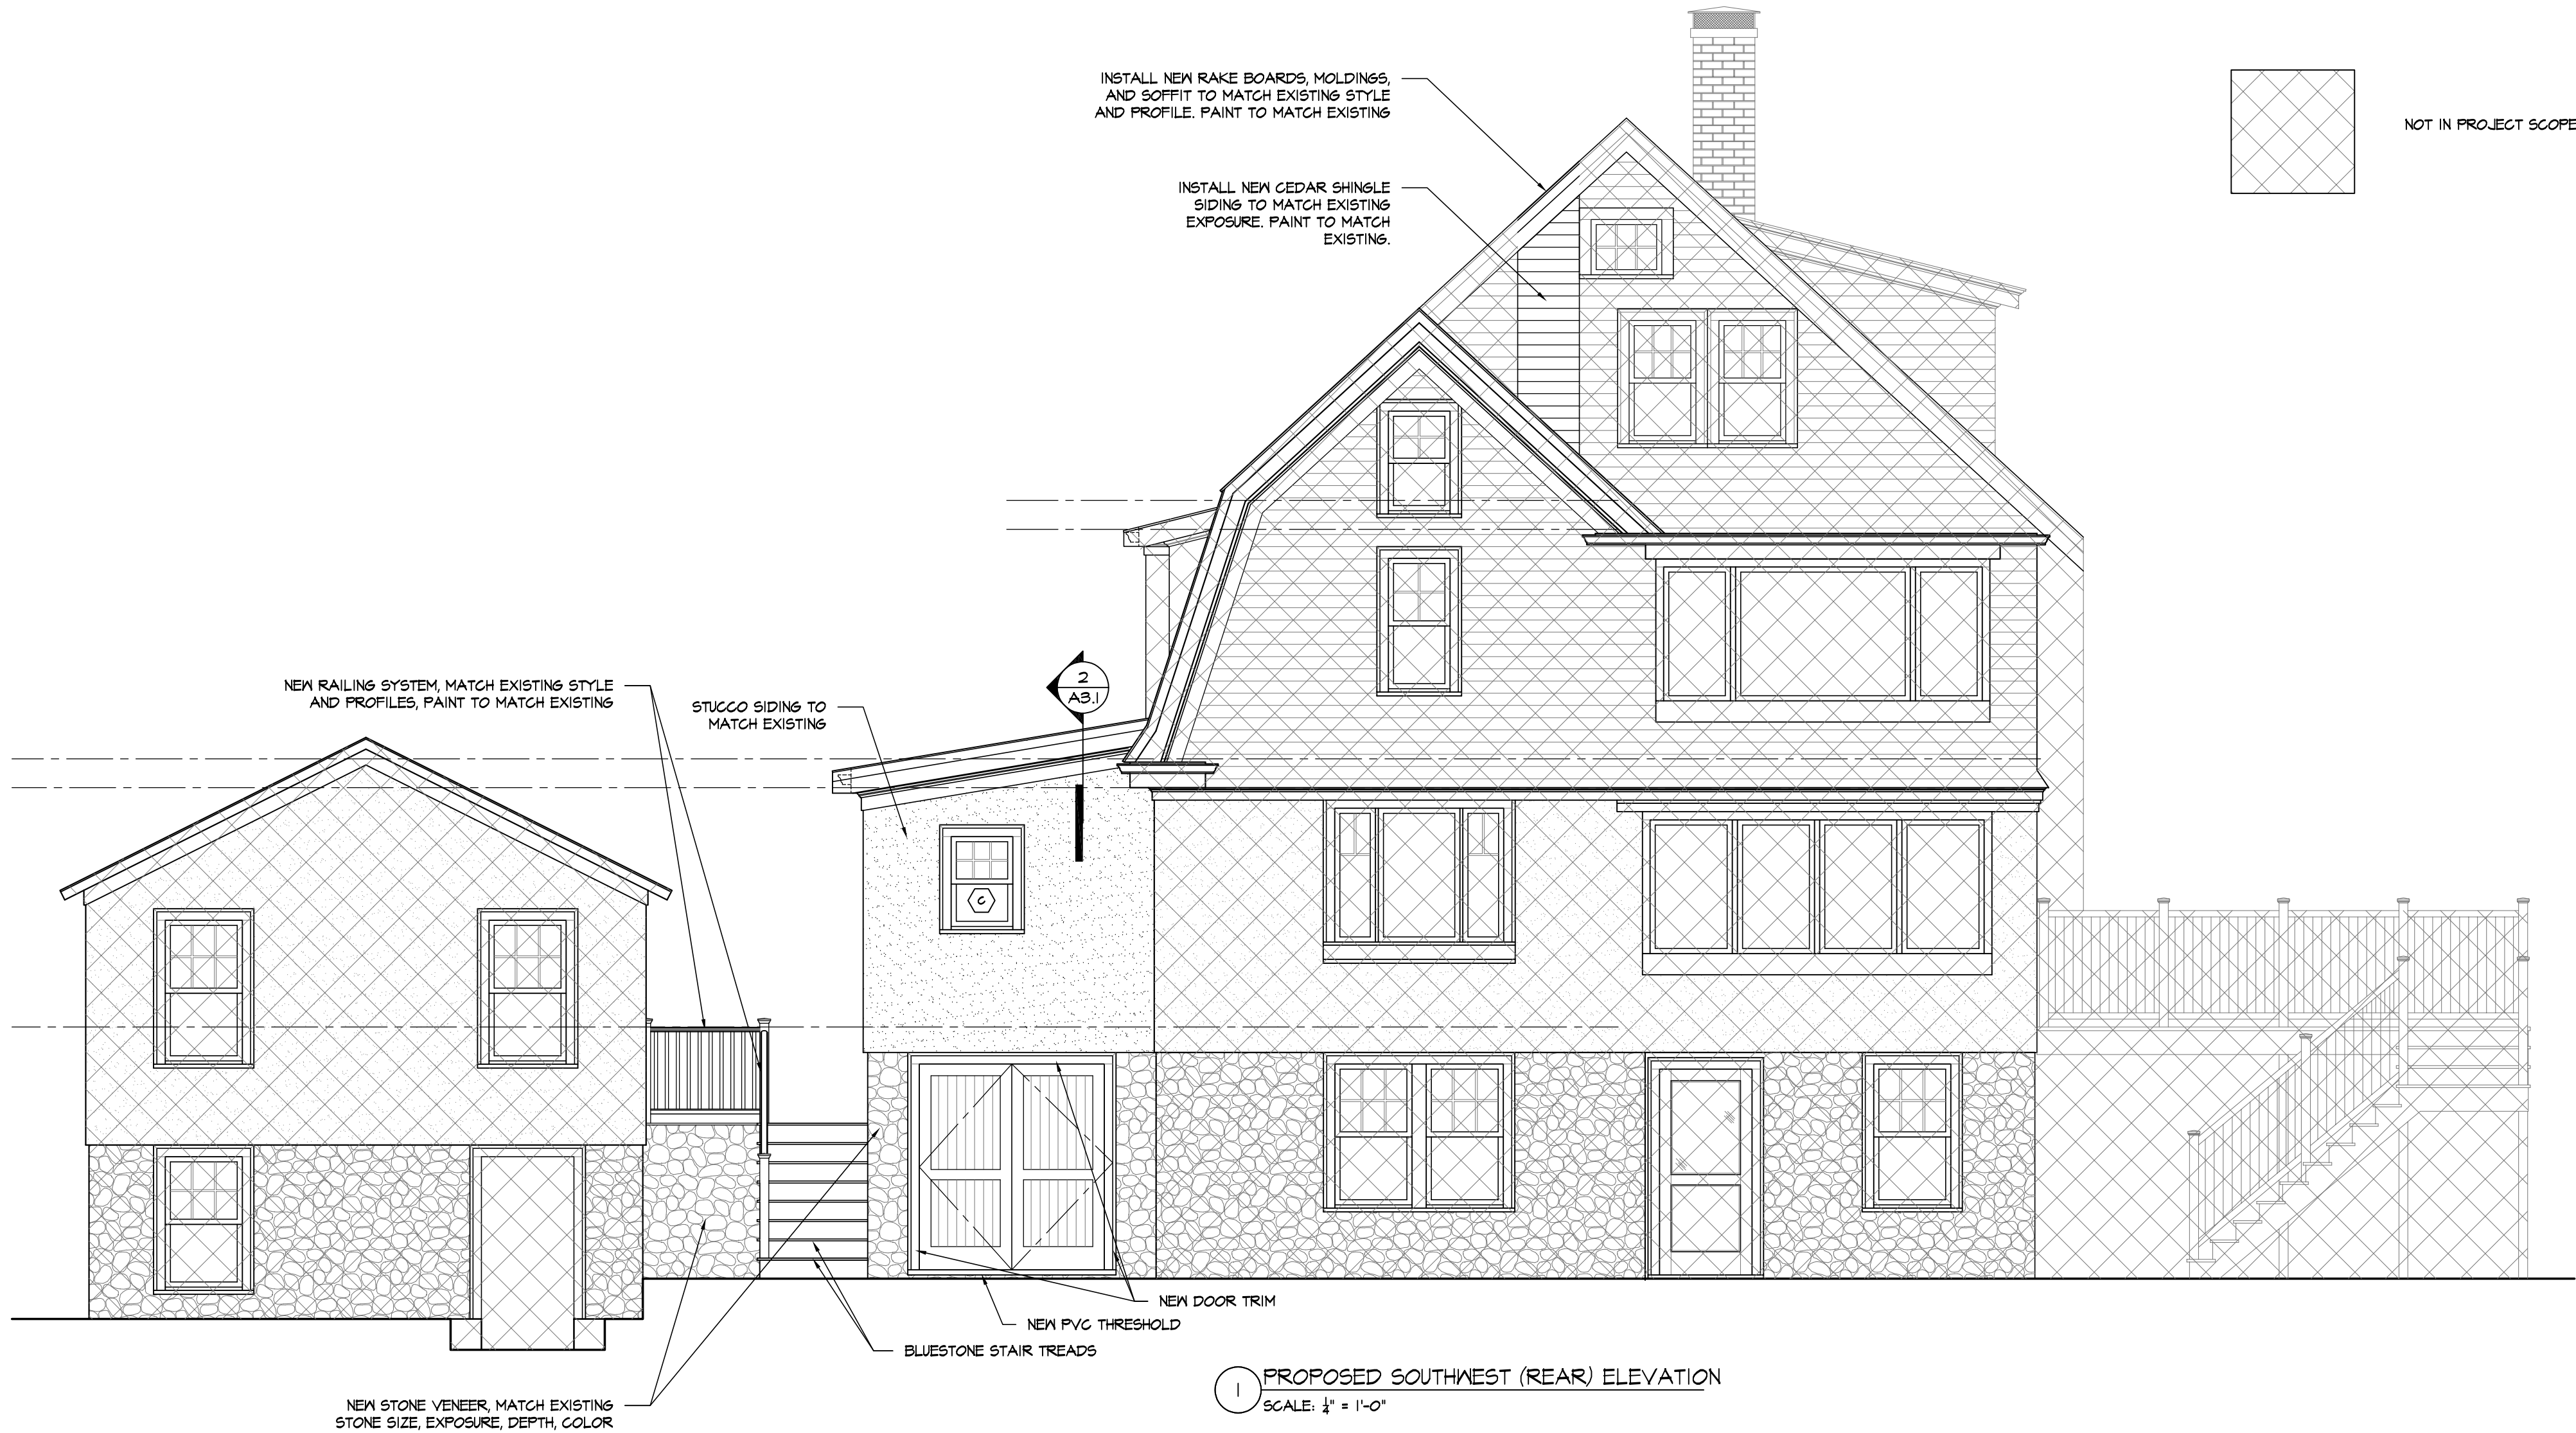 INSTALL NEW RAKE BOARDS, MOLDINGS,
AND SOFFIT TO MATCH EXISTING STYLE
AND PROFILE. PAINT TO MATCH EXISTING
NOT IN PROJECT SCOPE
INSTALL NEW CEDAR SHINGLE
SIDING TO MATCH EXISTING
EXPOSURE. PAINT TO MATCH
EXISTING.
2
A3.1
NEW RAILING SYSTEM, MATCH EXISTING STYLE
AND PROFILES, PAINT TO MATCH EXISTING
STUCCO SIDING TO
MATCH EXISTING
C
NEW DOOR TRIM
NEW PVC THRESHOLD
BLUESTONE STAIR TREADS
NEW STONE VENEER, MATCH EXISTING
STONE SIZE, EXPOSURE, DEPTH, COLOR
1
PROPOSED SOUTHWEST (REAR) ELEVATION
SCALE: ¼" = 1'-0"